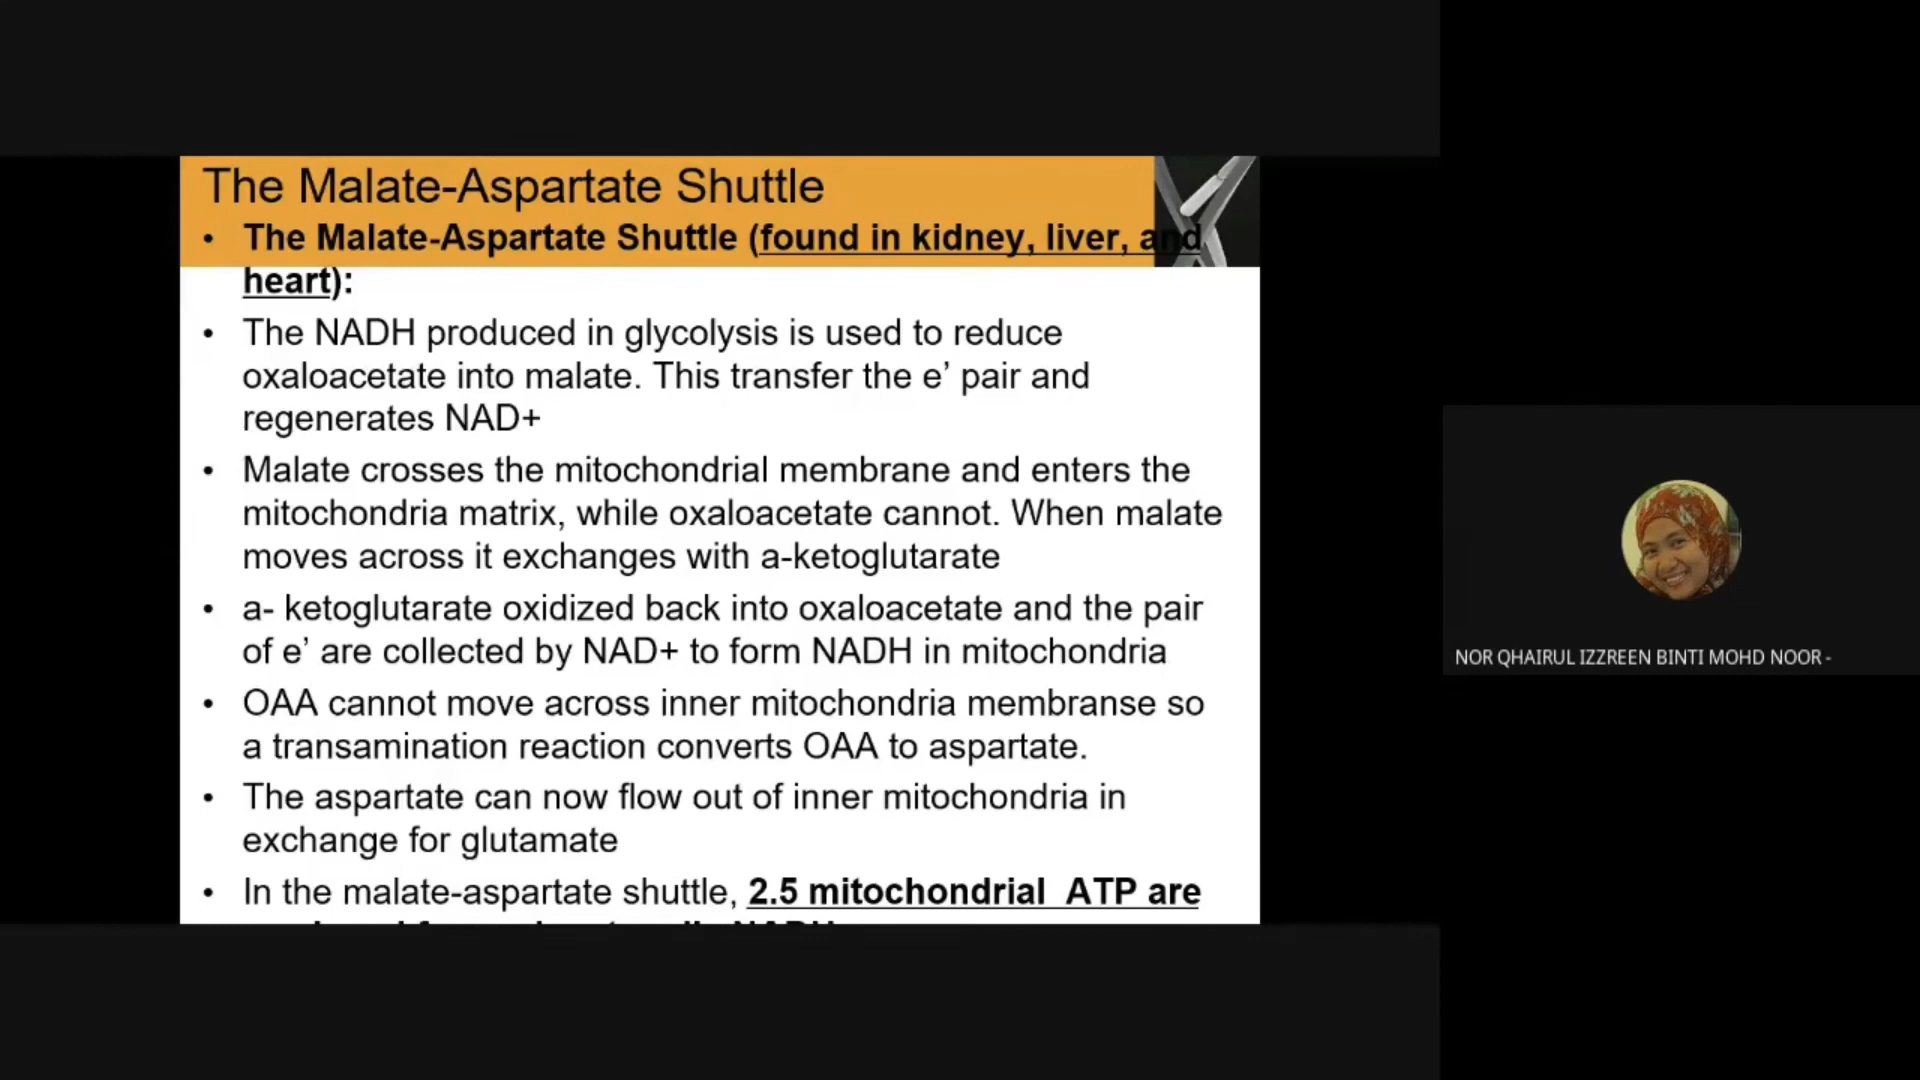 The Malate-Aspartate Shuttle
• The Malate-Aspartate Shuttle (found in kidney, liver, and
heart):
• The NADH produced in glycolysis is used to reduce
oxaloacetate into malate. This transfer the e’ pair and
regenerates NAD+
• Malate crosses the mitochondrial membrane and enters the
mitochondria matrix, while oxaloacetate cannot. When malate
moves across it exchanges with a-ketoglutarate
• a- ketoglutarate oxidized back into oxaloacetate and the pair
of e’ are collected by NAD+ to form NADH in mitochondria
• OAA cannot move across inner mitochondria membranse so
a transamination reaction converts OAA to aspartate.
• The aspartate can now flow out of inner mitochondria in
exchange for glutamate
• In the malate-aspartate shuttle, 2.5 mitochondrial ATP are
NOR QHAIRUL IZZREEN BINTI MOHD NOOR -